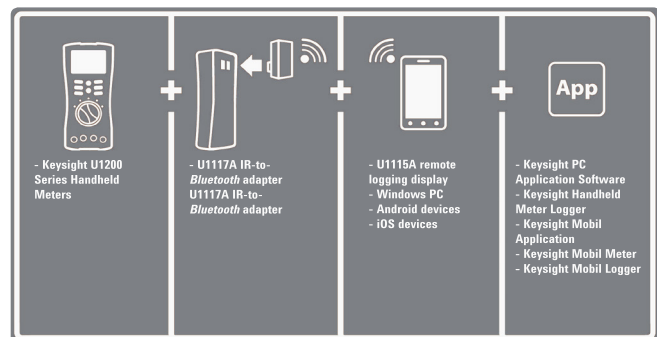 - Keysight U1200
Series Handheld
Meters
- U1117A IR-to-
Bluetooth adapter
U1117A IR-to-
Bluetooth adapter
- U1115A remote
logging display
- Windows PC
- Android devices
- iOS devices
App
- Keysight PC
Application Software
- Keysight Handheld
Meter Logger
- Keysight Mobil
Application
- Keysight Mobil Meter
- Keysight Mobil Logger